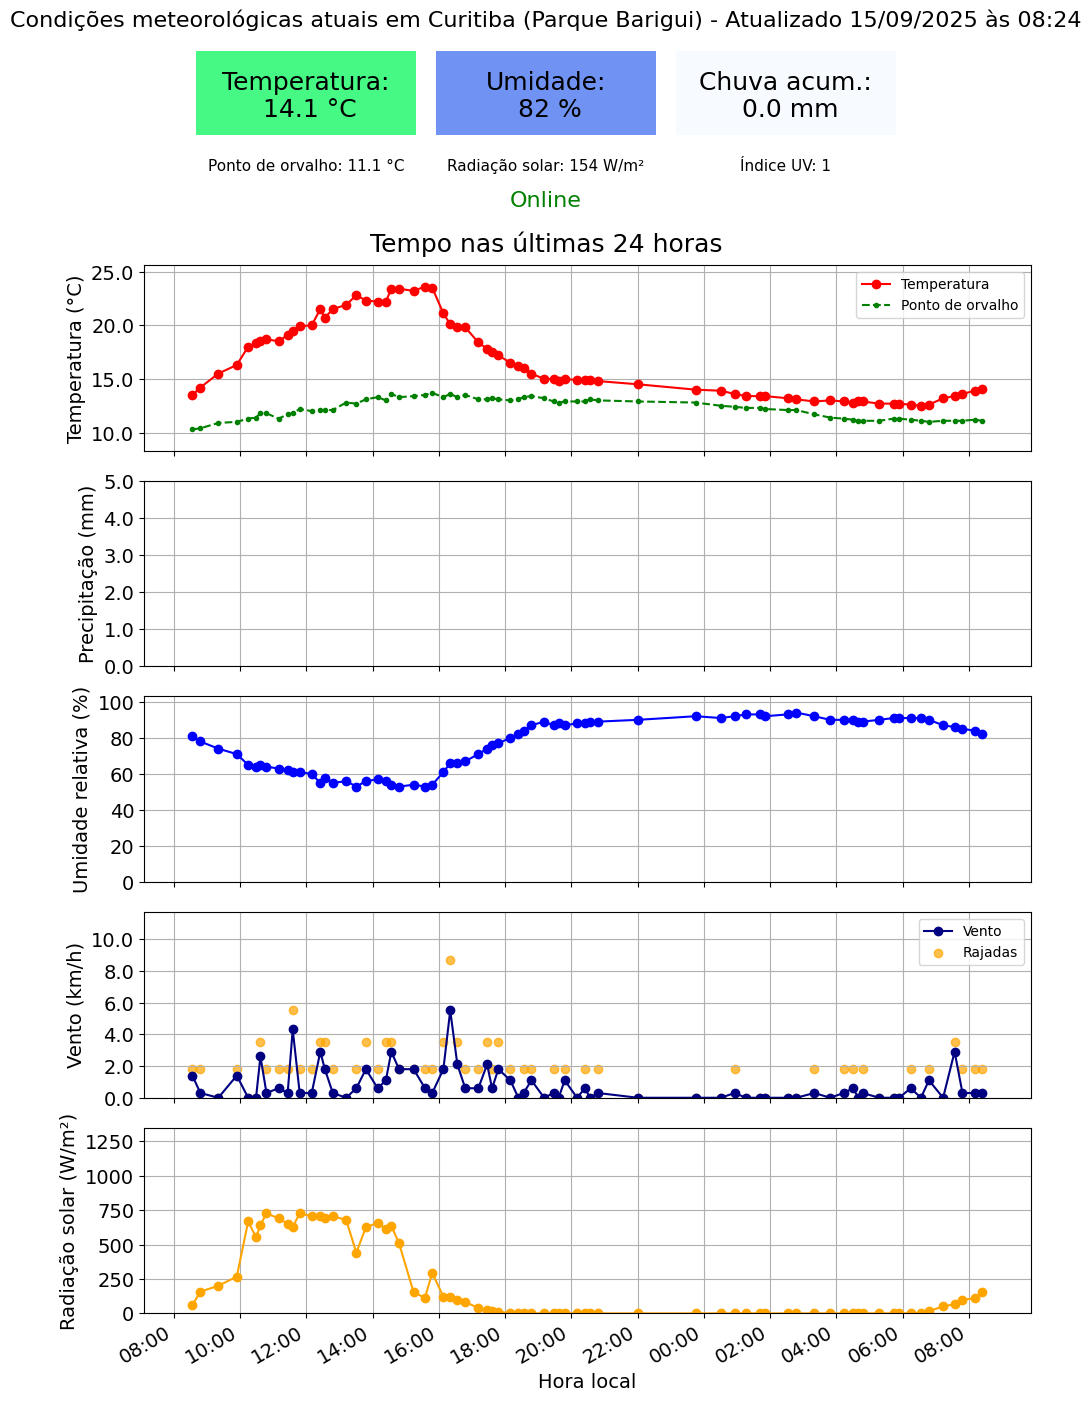 Condições meteorológicas atuais em Curitiba (Parque Barigui) - Atualizado 15/09/2025 às 08:24
Temperatura:
14.1 °C
Umidade:
82 %
Chuva acum.:
0.0 mm
Ponto de orvalho: 11.1 °C
Radiação solar: 154 W/m²
Índice UV: 1
Online
Tempo nas últimas 24 horas
Temperatura (°C)
25.0
20.0
15.0
10.0
Temperatura
Ponto de orvalho
Precipitação (mm)
5.0
4.0
3.0
2.0
1.0
0.0
Umidade relativa (%)
100
80
60
40
20
0
Vento (km/h)
10.0
8.0
6.0
4.0
2.0
0.0
Vento
Rajadas
Radiação solar (W/m²)
1250
1000
750
500
250
0
08:00
10:00
12:00
14:00
16:00
18:00
20:00
22:00
00:00
02:00
04:00
06:00
08:00
Hora local